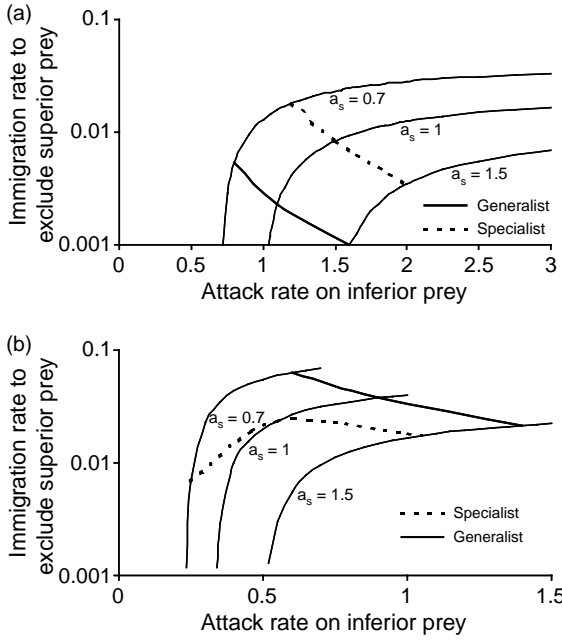 (a)
0.1
0.01
0.001
Immigration rate to
exclude superior prey
a_s = 0.7
a_s = 1
a_s = 1.5
Generalist
Specialist
0 0.5 1 1.5 2 2.5 3
Attack rate on inferior prey
(b)
0.1
0.01
0.001
Immigration rate to
exclude superior prey
a_s = 0.7
a_s = 1
a_s = 1.5
Specialist
Generalist
0 0.5 1 1.5
Attack rate on inferior prey